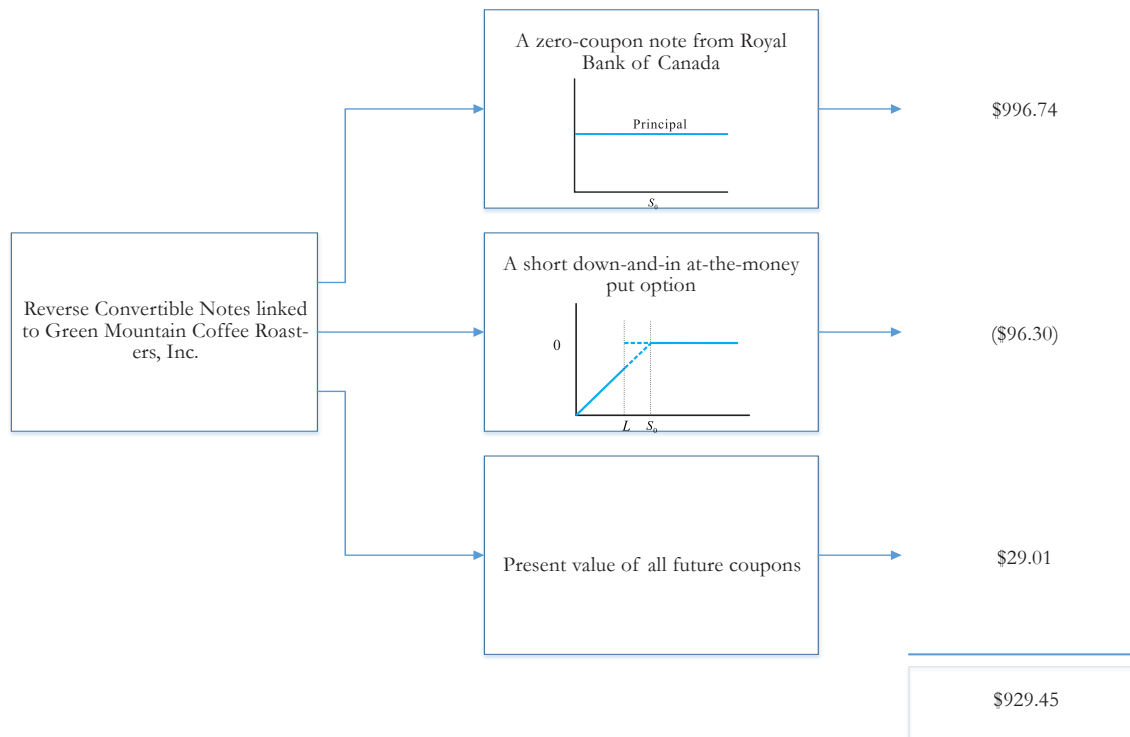 A zero-coupon note from Royal
Bank of Canada
Principal
S₀
$996.74
Reverse Convertible Notes linked
to Green Mountain Coffee Roast-
ers, Inc.
A short down-and-in at-the-money
put option
0
L S₀
($96.30)
Present value of all future coupons
$29.01
$929.45